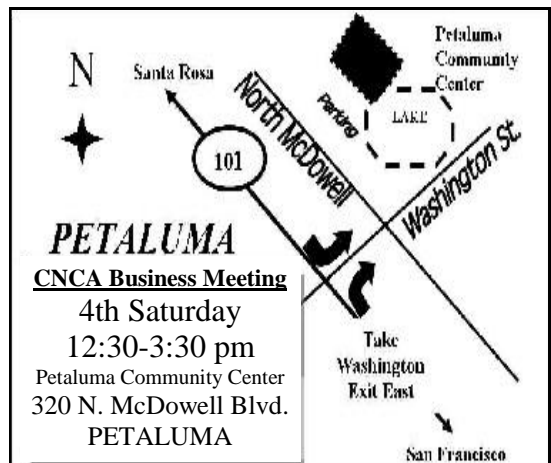 Petaluma
Community
Center
N
Santa Rosa
North McDowell
Parking
LAKE
101
Washington St.
PETALUMA
CNCA Business Meeting
4th Saturday
12:30-3:30 pm
Petaluma Community Center
320 N. McDowell Blvd.
PETALUMA
Take
Washington
Exit East
San Francisco